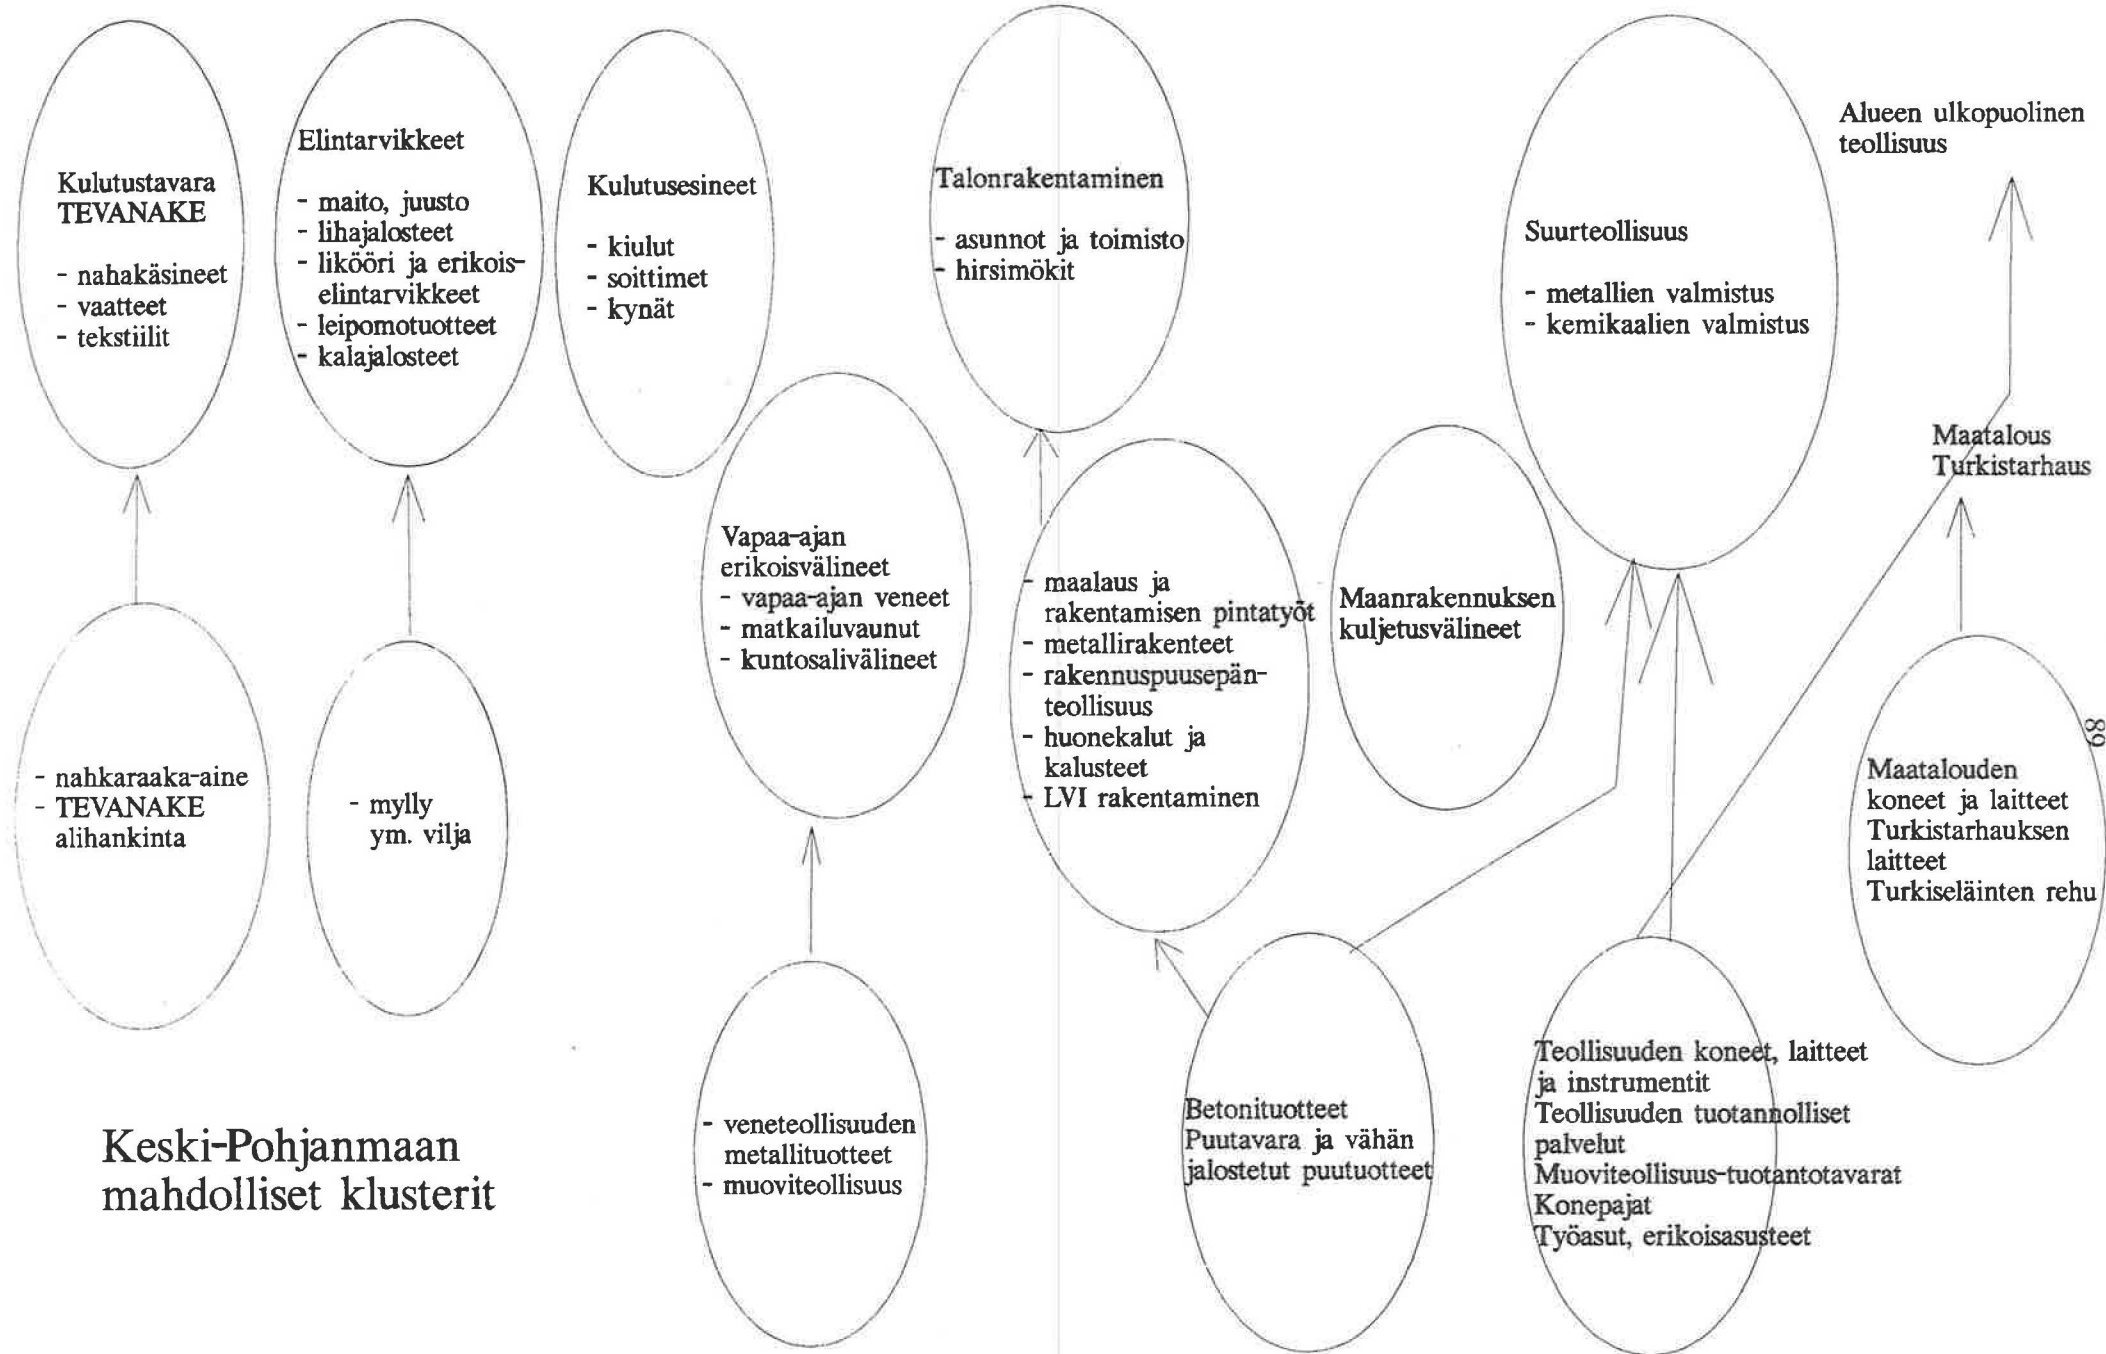 Kulutustavara
TEVANAKE
- nahakäsineet
- vaatteet
- tekstiilit
Elintarvikkeet
- maito, juusto
- lihajalosteet
- likööri ja erikois-
elintarvikkeet
- leipomotuotteet
- kalajalosteet
Kulutusesineet
- kiulut
- soittimet
- kynät
Talonrakentaminen
- asunnot ja toimisto
- hirsimökit
Suurteollisuus
- metallien valmistus
- kemikaalien valmistus
Alueen ulkopuolinen
teollisuus
Maatalous
Turkistarhaus
Vapaa-ajan
erikoisvälineet
- vapaa-ajan veneet
- matkailuvaunut
- kuntosalivälineet
- maalaus ja
rakentamisen pintatyöt
- metallirakenteet
- rakennuspuusepän-
teollisuus
- huonekalut ja
kalusteet
- LVI rakentaminen
Maanrakennuksen
kuljetusvälineet
- nahkaraaka-aine
- TEVANAKE
alihankinta
- mylly
ym. vilja
Maatalouden
koneet ja laitteet
Turkistarhauksen
laitteet
Turkiseläinten rehu
89
- veneteollisuuden
metallituotteet
- muoviteollisuus
Betonituotteet
Puutavara ja vähän
jalostetut puutuotteet
Teollisuuden koneet, laitteet
ja instrumentit
Teollisuuden tuotannolliset
palvelut
Muoviteollisuus-tuotantotavarat
Konepajat
Työasut, erikoisasusteet
Keski-Pohjanmaan
mahdolliset klusterit